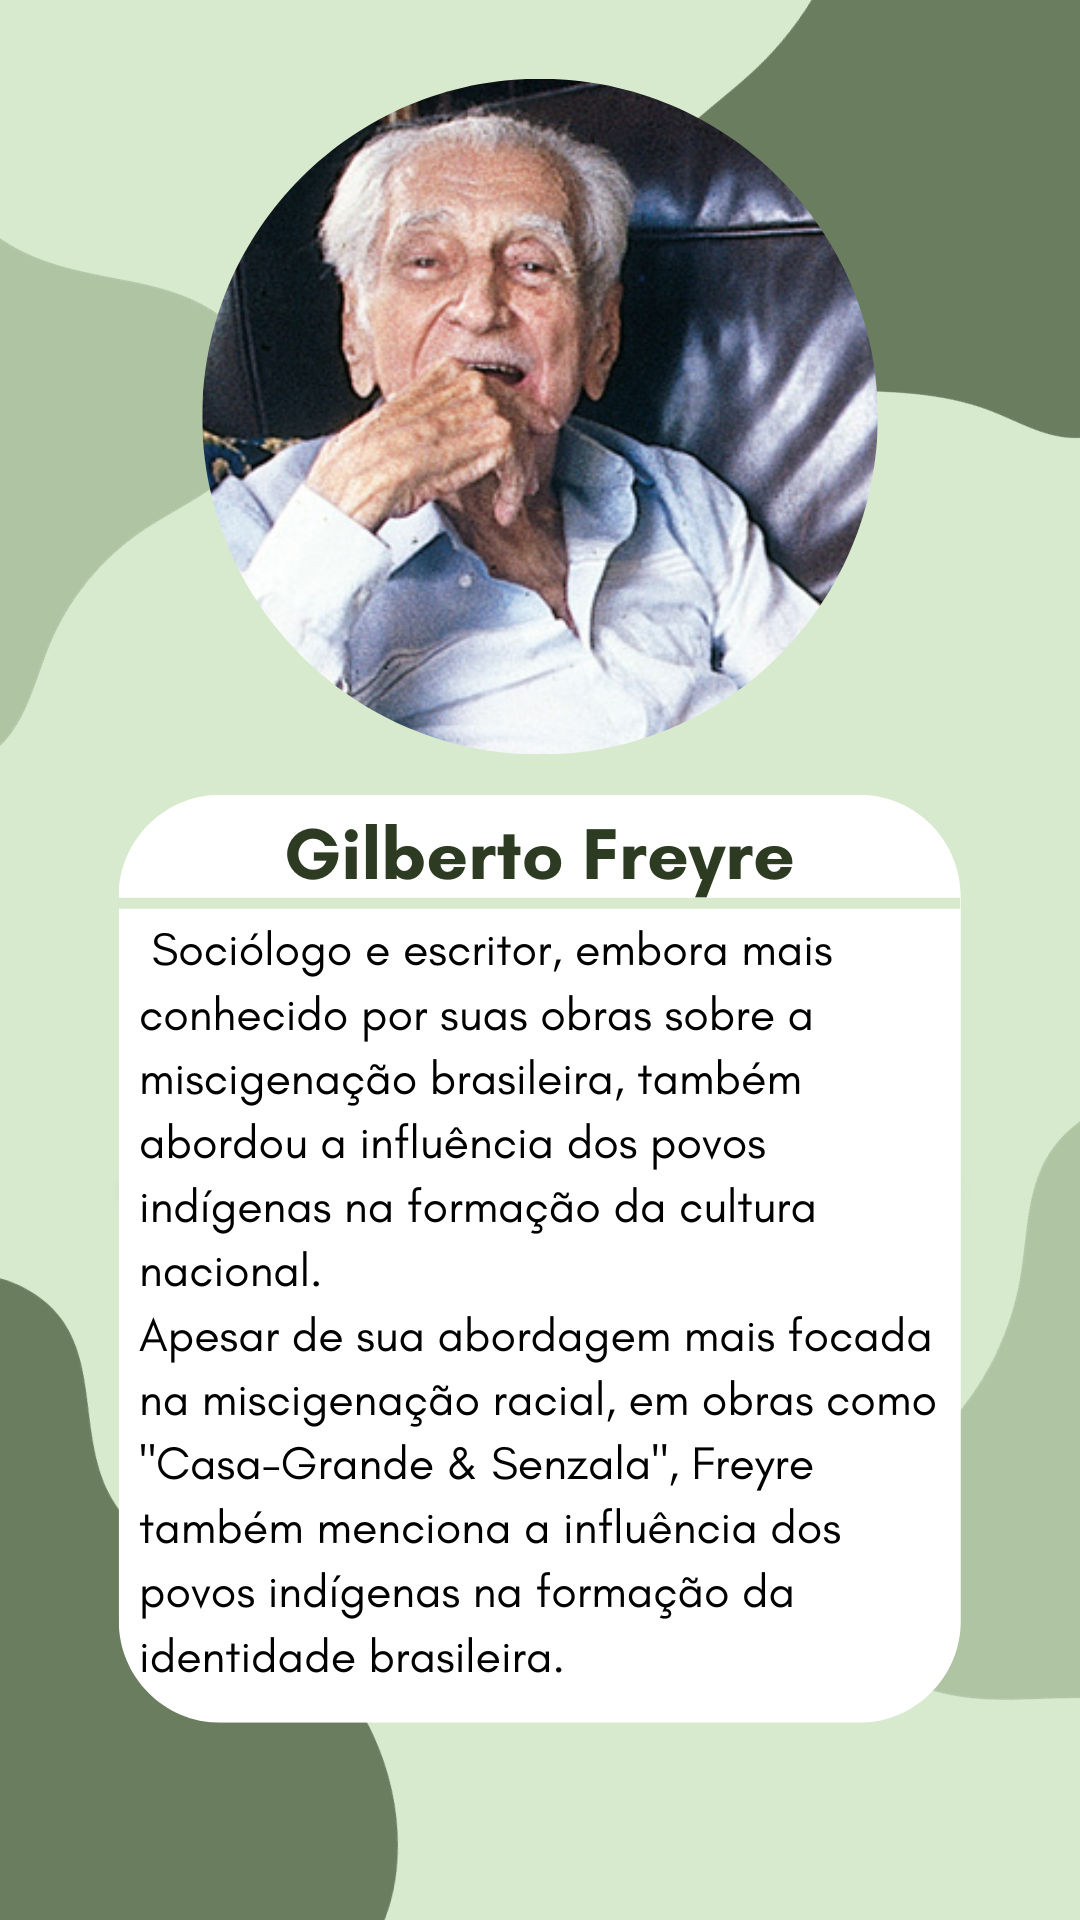 Gilberto Freyre
Sociólogo e escritor, embora mais
conhecido por suas obras sobre a
miscigenação brasileira, também
abordou a influência dos povos
indígenas na formação da cultura
nacional.
Apesar de sua abordagem mais focada
na miscigenação racial, em obras como
"Casa-Grande & Senzala", Freyre
também menciona a influência dos
povos indígenas na formação da
identidade brasileira.